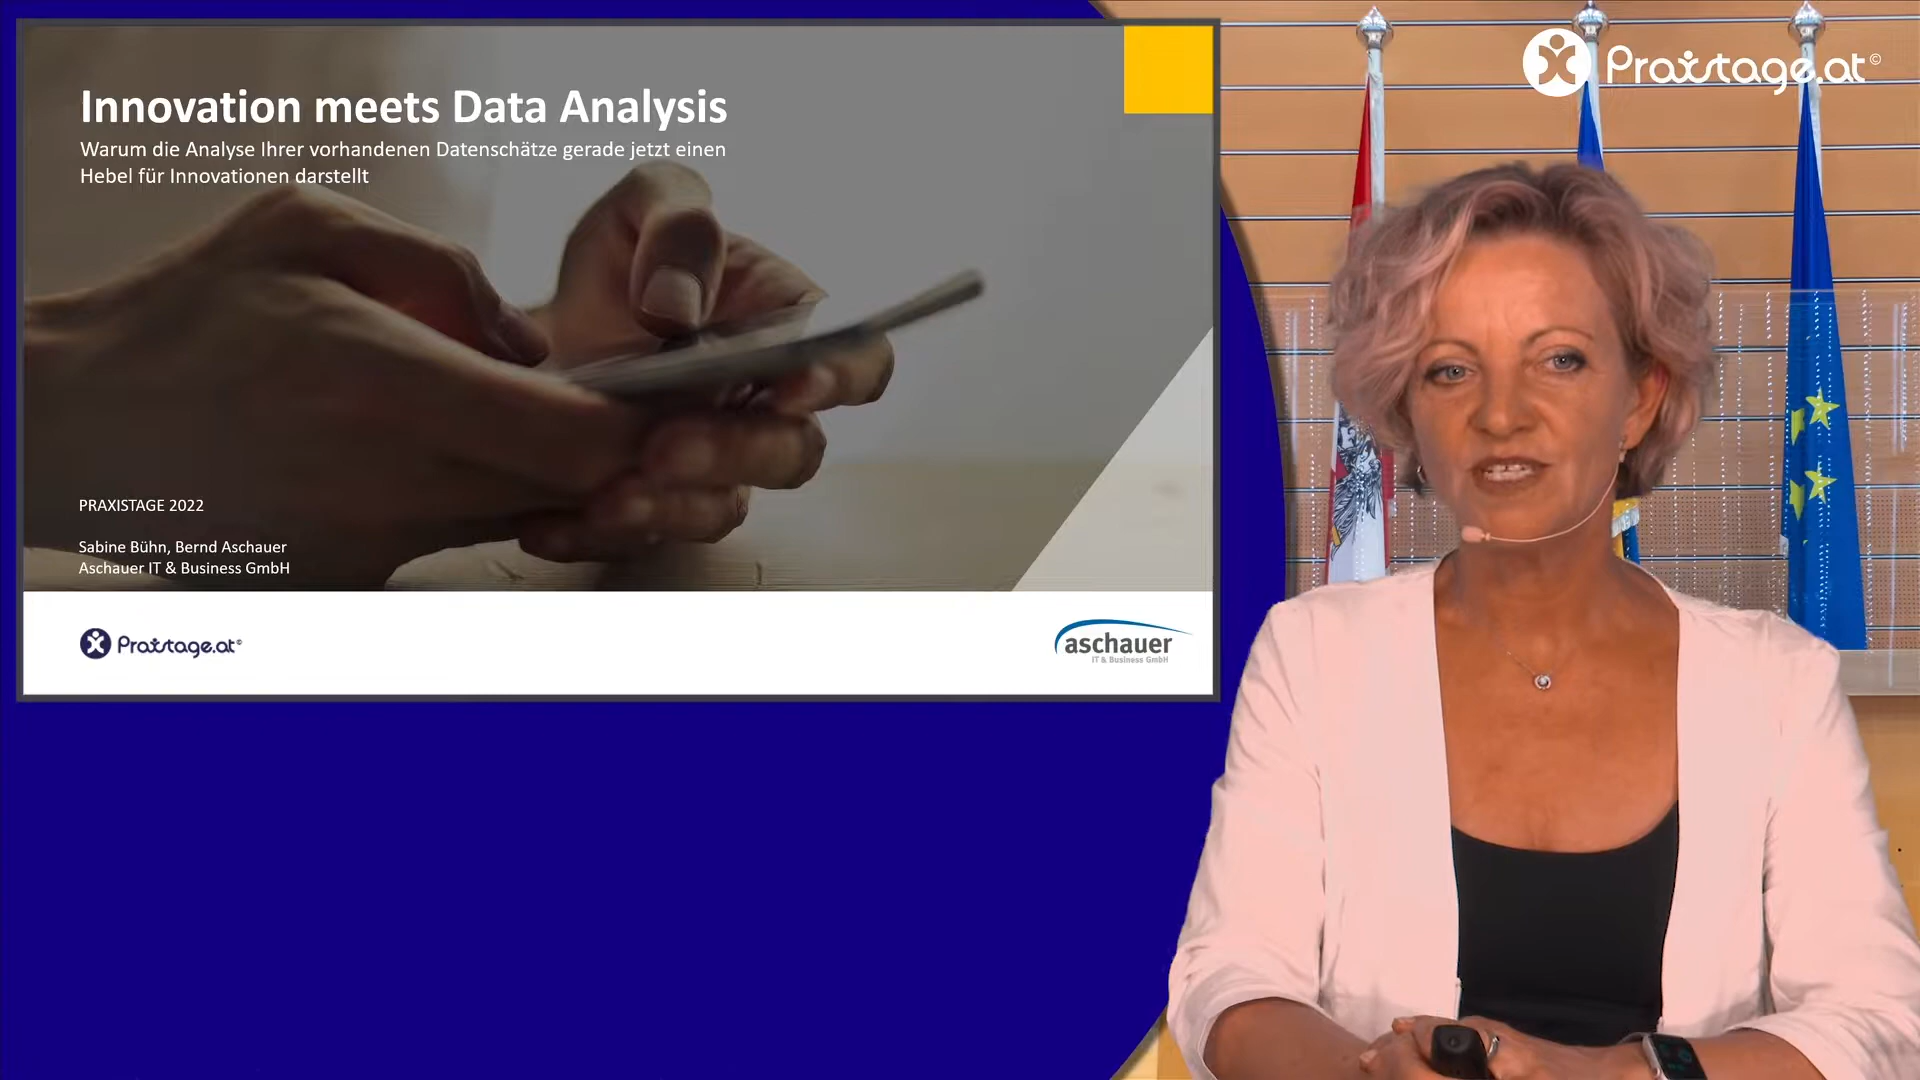 Innovation meets Data Analysis
Warum die Analyse Ihrer vorhandenen Datenschätze gerade jetzt einen
Hebel für Innovationen darstellt
PRAXISTAGE 2022
Sabine Bühn, Bernd Aschauer
Aschauer IT & Business GmbH
Praxistage.at©
aschauer
IT & Business GmbH
Praxistage.at©